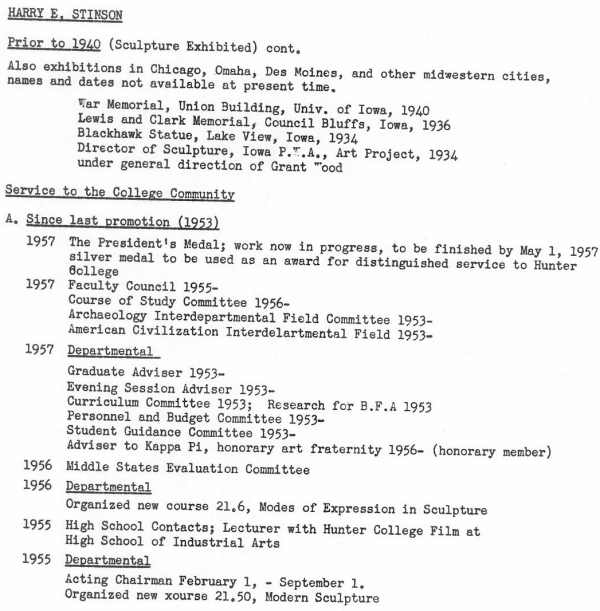 HARRY E. STINSON
Prior to 1940 (Sculpture Exhibited) cont.
Also exhibitions in Chicago, Omaha, Des Moines, and other midwestern cities,
names and dates not available at present time.
War Memorial, Union Building, Univ. of Iowa, 1940
Lewis and Clark Memorial, Council Bluffs, Iowa, 1936
Blackhawk Statue, Lake View, Iowa, 1934
Director of Sculpture, Iowa P.W.A., Art Project, 1934
under general direction of Grant Wood
Service to the College Community
A. Since last promotion (1953)
1957 The President's Medal; work now in progress, to be finished by May 1, 1957
silver medal to be used as an award for distinguished service to Hunter
College
1957 Faculty Council 1955-
Course of Study Committee 1956-
Archaeology Interdepartmental Field Committee 1953-
American Civilization Interdelartmental Field 1953-
1957 Departmental
Graduate Adviser 1953-
Evening Session Adviser 1953-
Curriculum Committee 1953; Research for B.F.A 1953
Personnel and Budget Committee 1953-
Student Guidance Committee 1953-
Adviser to Kappa Pi, honorary art fraternity 1956- (honorary member)
1956 Middle States Evaluation Committee
1956 Departmental
Organized new course 21.6, Modes of Expression in Sculpture
1955 High School Contacts; Lecturer with Hunter College Film at
High School of Industrial Arts
1955 Departmental
Acting Chairman February 1, - September 1.
Organized new xourse 21.50, Modern Sculpture